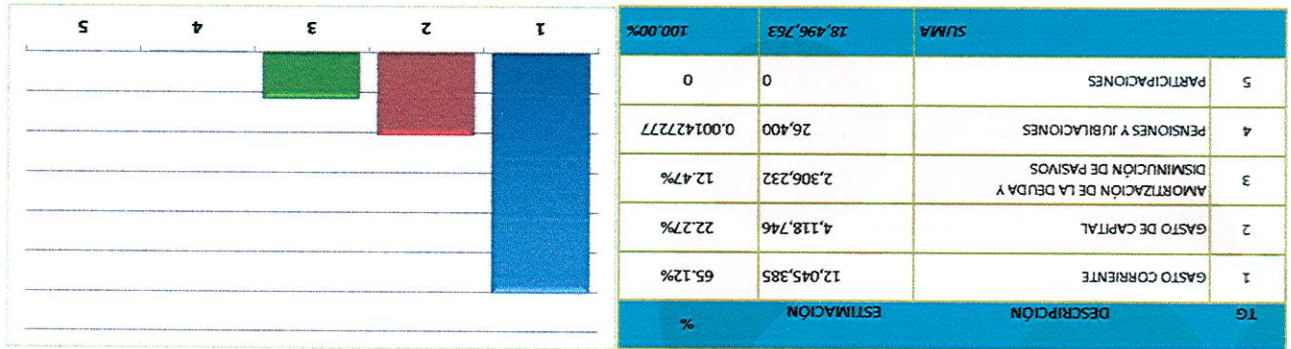 TG DESCRIPCIÓN ESTIMACIÓN %
1 GASTO CORRIENTE 12,045,385 65.12%
2 GASTO DE CAPITAL 4,118,746 22.27%
3 AMORTIZACIÓN DE LA DEUDA Y
DISMINUCIÓN DE PASIVOS 2,306,232 12.47%
4 PENSIONES Y JUBILACIONES 26,400 0.00142727７
5 PARTICIPACIONES 0 0
SUMA 18,496,763 100.00%
1 2 3 4 5